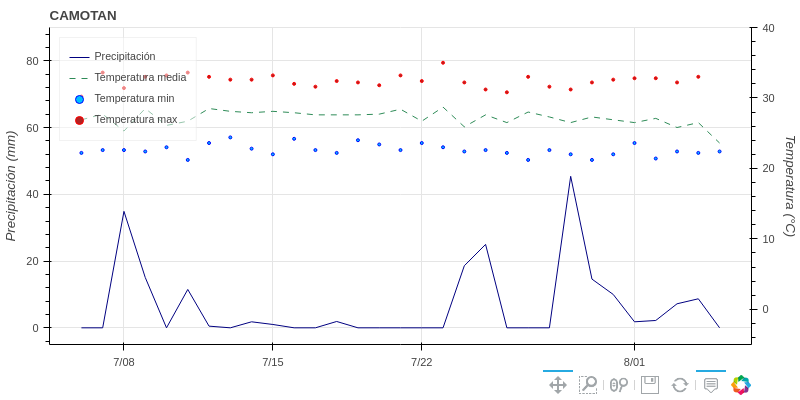 CAMOTAN
Precipitación
Temperatura media
Temperatura min
Temperatura max
Precipitación (mm)
80
60
40
20
0
Temperatura (°C)
40
30
20
10
0
7/08
7/15
7/22
8/01